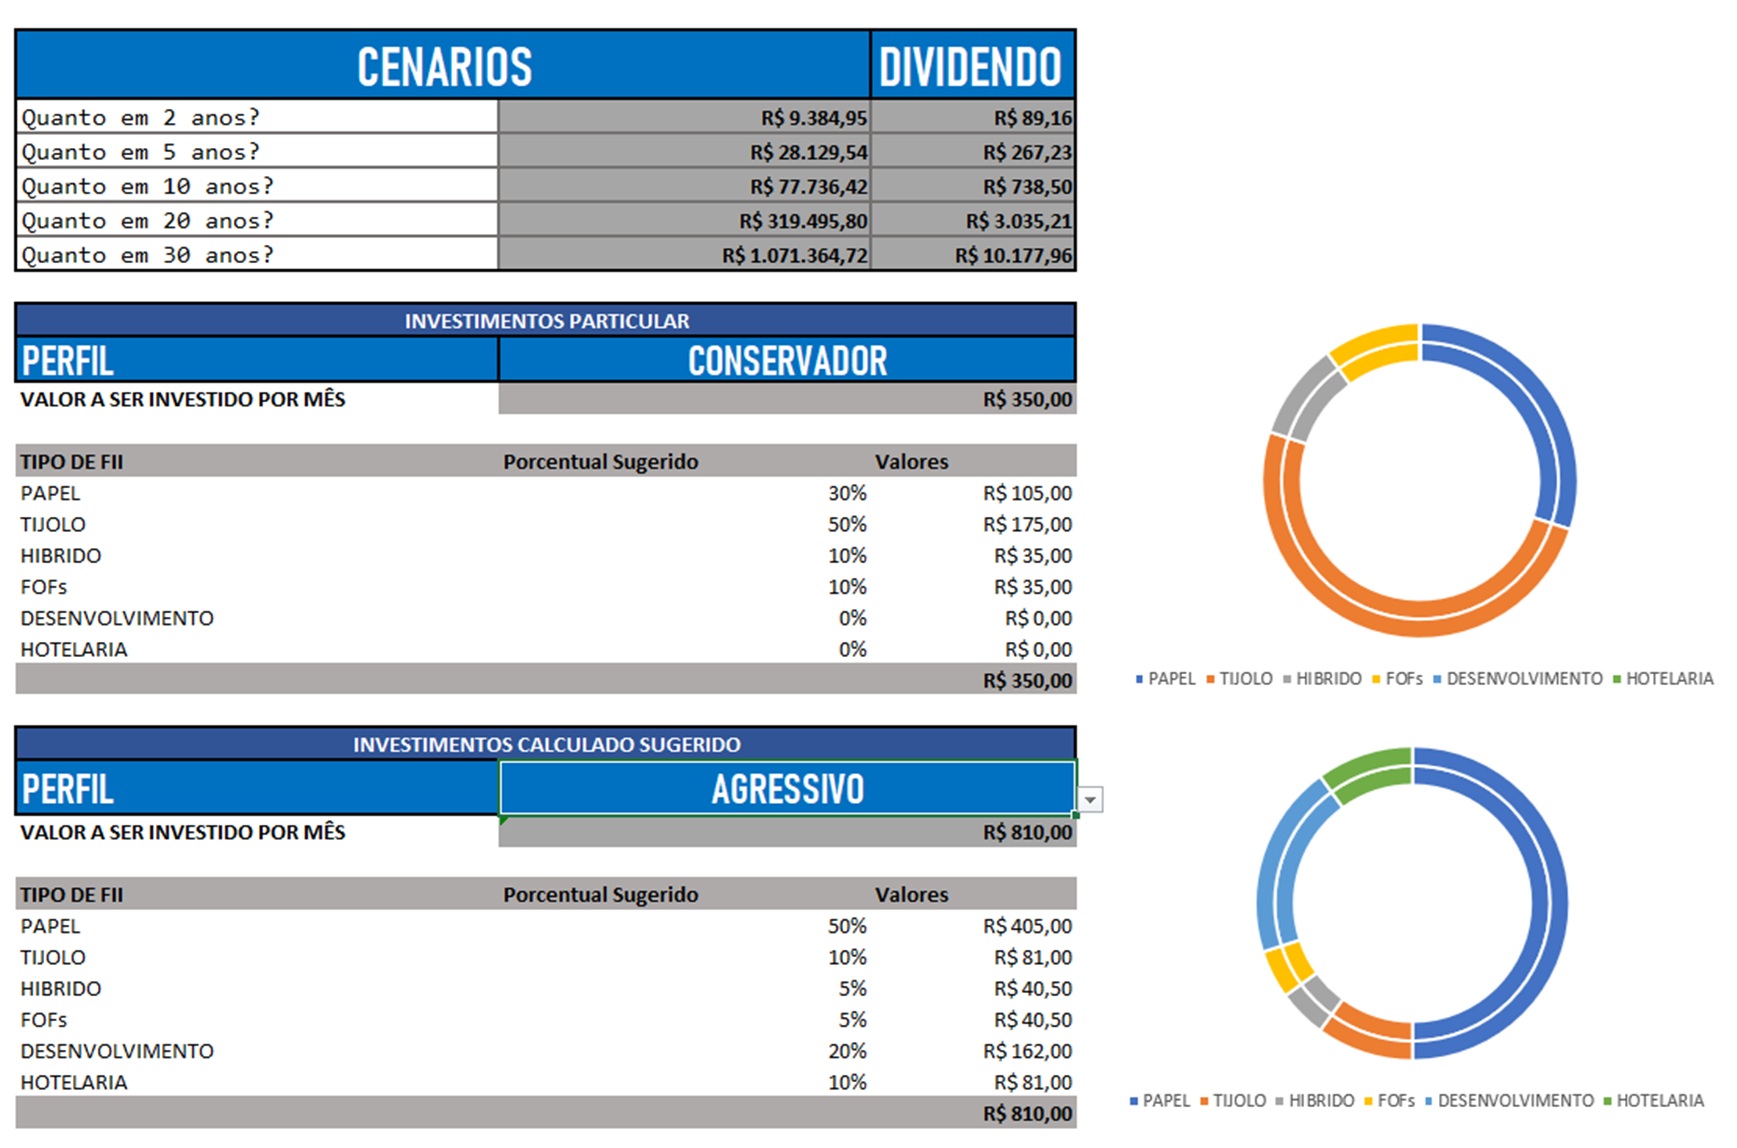 CENARIOS DIVIDENDO
Quanto em 2 anos? R$ 9.384,95 R$ 89,16
Quanto em 5 anos? R$ 28.129,54 R$ 267,23
Quanto em 10 anos? R$ 77.736,42 R$ 738,50
Quanto em 20 anos? R$ 319.495,80 R$ 3.035,21
Quanto em 30 anos? R$ 1.071.364,72 R$ 10.177,96
INVESTIMENTOS PARTICULAR
PERFIL CONSERVADOR
VALOR A SER INVESTIDO POR MÊS R$ 350,00
TIPO DE FII Porcentual Sugerido Valores
PAPEL 30% R$ 105,00
TIJOLO 50% R$ 175,00
HIBRIDO 10% R$ 35,00
FOFs 10% R$ 35,00
DESENVOLVIMENTO 0% R$ 0,00
HOTELARIA 0% R$ 0,00
R$ 350,00
PAPEL TIJOLO HIBRIDO FOFs DESENVOLVIMENTO HOTELARIA
INVESTIMENTOS CALCULADO SUGERIDO
PERFIL AGRESSIVO
VALOR A SER INVESTIDO POR MÊS R$ 810,00
TIPO DE FII Porcentual Sugerido Valores
PAPEL 50% R$ 405,00
TIJOLO 10% R$ 81,00
HIBRIDO 5% R$ 40,50
FOFs 5% R$ 40,50
DESENVOLVIMENTO 20% R$ 162,00
HOTELARIA 10% R$ 81,00
R$ 810,00
PAPEL TIJOLO HIBRIDO FOFs DESENVOLVIMENTO HOTELARIA